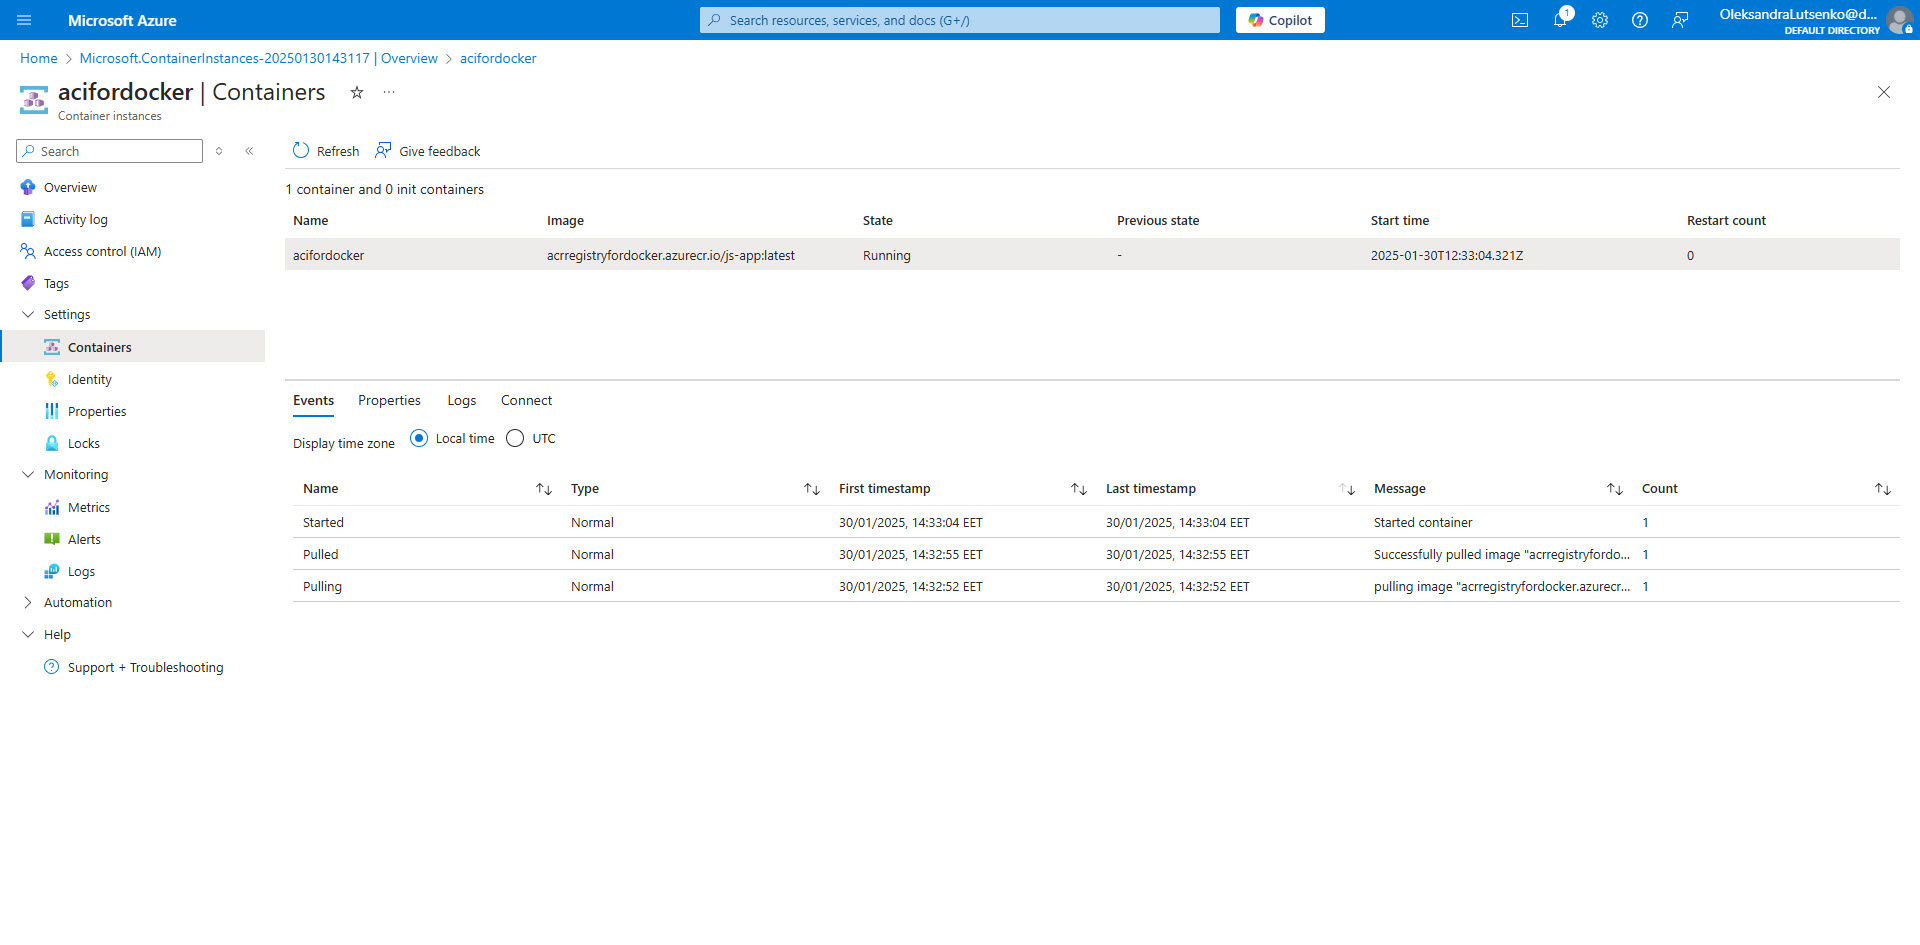 Microsoft Azure
Search resources, services, and docs (G+/)
Copilot
1
OleksandraLutsenko@d...
DEFAULT DIRECTORY
Home > Microsoft.ContainerInstances-20250130143117 | Overview > acifordocker
acifordocker | Containers ☆ ...
Container instances
Search
Overview
Activity log
Access control (IAM)
Tags
Settings
Containers
Identity
Properties
Locks
Monitoring
Metrics
Alerts
Logs
Automation
Help
Support + Troubleshooting
Refresh Give feedback
1 container and 0 init containers
Name Image State Previous state Start time Restart count
acifordocker acrregistryfordocker.azurecr.io/js-app:latest Running - 2025-01-30T12:33:04.321Z 0
Events Properties Logs Connect
Display time zone Local time UTC
Name Type First timestamp Last timestamp Message Count
Started Normal 30/01/2025, 14:33:04 EET 30/01/2025, 14:33:04 EET Started container 1
Pulled Normal 30/01/2025, 14:32:55 EET 30/01/2025, 14:32:55 EET Successfully pulled image "acrregistryfordo... 1
Pulling Normal 30/01/2025, 14:32:52 EET 30/01/2025, 14:32:52 EET pulling image "acrregistryfordocker.azurecr... 1